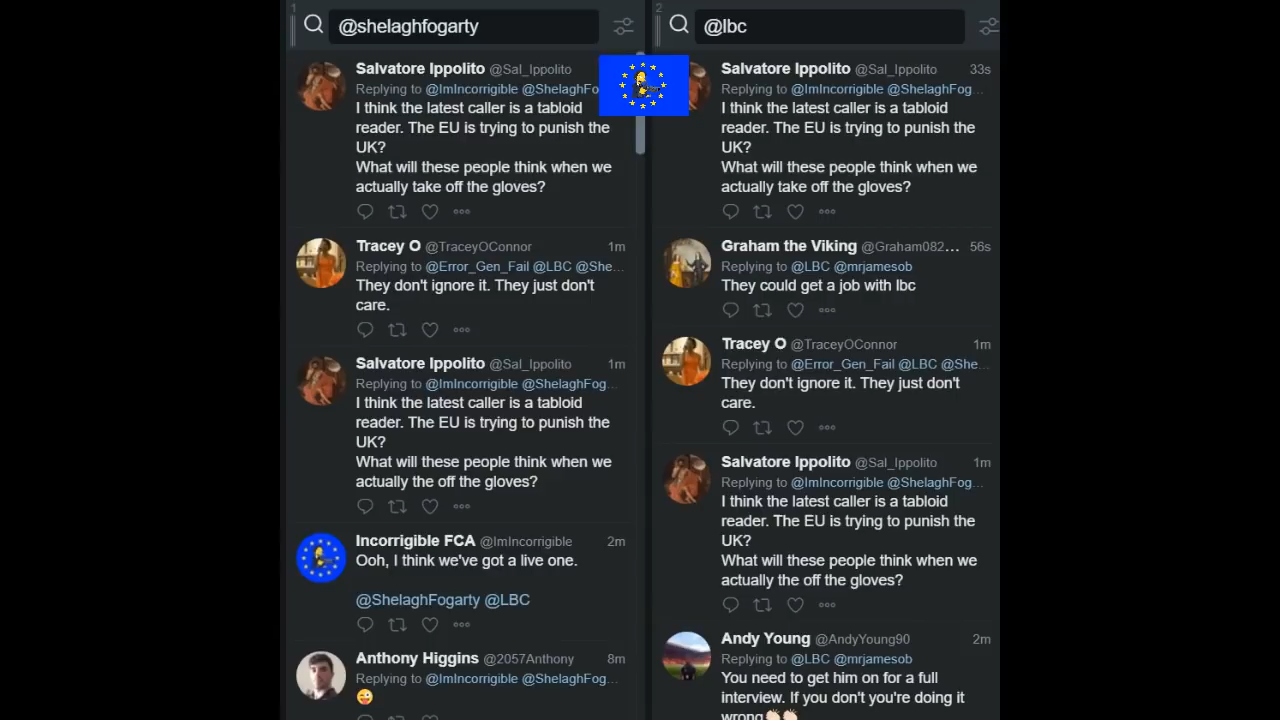 1
@shelaghfogarty
Salvatore Ippolito @Sal_Ippolito
Replying to @ImIncorrigible @ShelaghFo
I think the latest caller is a tabloid
reader. The EU is trying to punish the
UK?
What will these people think when we
actually take off the gloves?
Tracey O @TraceyOConnor 1m
Replying to @Error_Gen_Fail @LBC @She...
They don't ignore it. They just don't
care.
Salvatore Ippolito @Sal_Ippolito 1m
Replying to @ImIncorrigible @ShelaghFog...
I think the latest caller is a tabloid
reader. The EU is trying to punish the
UK?
What will these people think when we
actually the off the gloves?
Incorrigible FCA @ImIncorrigible 2m
Ooh, I think we've got a live one.
@ShelaghFogarty @LBC
Anthony Higgins @2057Anthony 8m
Replying to @ImIncorrigible @ShelaghFog...
2
@lbc
Salvatore Ippolito @Sal_Ippolito 33s
Replying to @ImIncorrigible @ShelaghFog...
I think the latest caller is a tabloid
reader. The EU is trying to punish the
UK?
What will these people think when we
actually take off the gloves?
Graham the Viking @Graham082... 56s
Replying to @LBC @mrjamesob
They could get a job with lbc
Tracey O @TraceyOConnor 1m
Replying to @Error_Gen_Fail @LBC @She...
They don't ignore it. They just don't
care.
Salvatore Ippolito @Sal_Ippolito 1m
Replying to @ImIncorrigible @ShelaghFog...
I think the latest caller is a tabloid
reader. The EU is trying to punish the
UK?
What will these people think when we
actually the off the gloves?
Andy Young @AndyYoung90 2m
Replying to @LBC @mrjamesob
You need to get him on for a full
interview. If you don't you're doing it
wrong